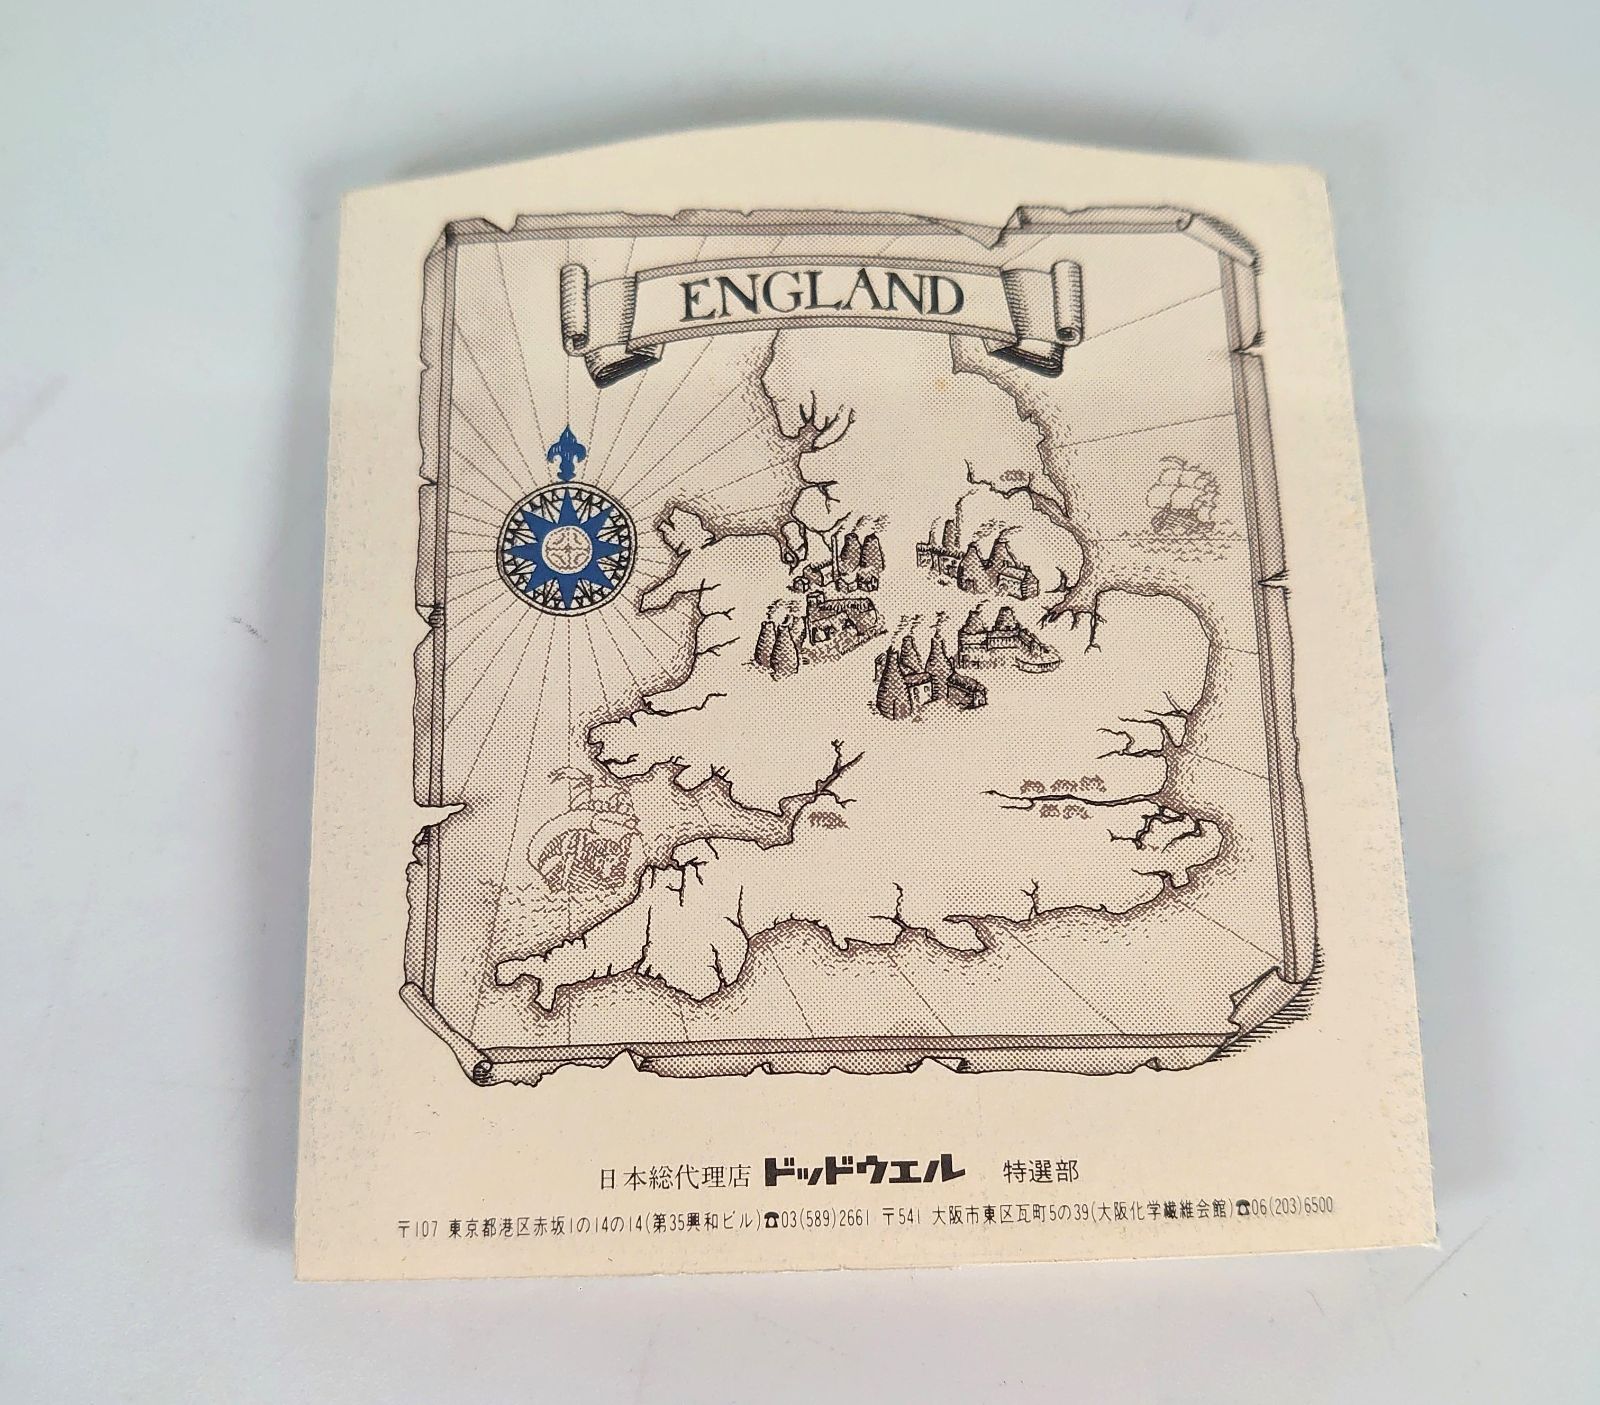 ENGLAND
日本総代理店 ドッドウエル 特選部
〒107 東京都港区赤坂1の14の14(第35興和ビル)☎03(589)2661 〒541 大阪市東区瓦町5の39(大阪化学繊維会館)☎06(203)6500